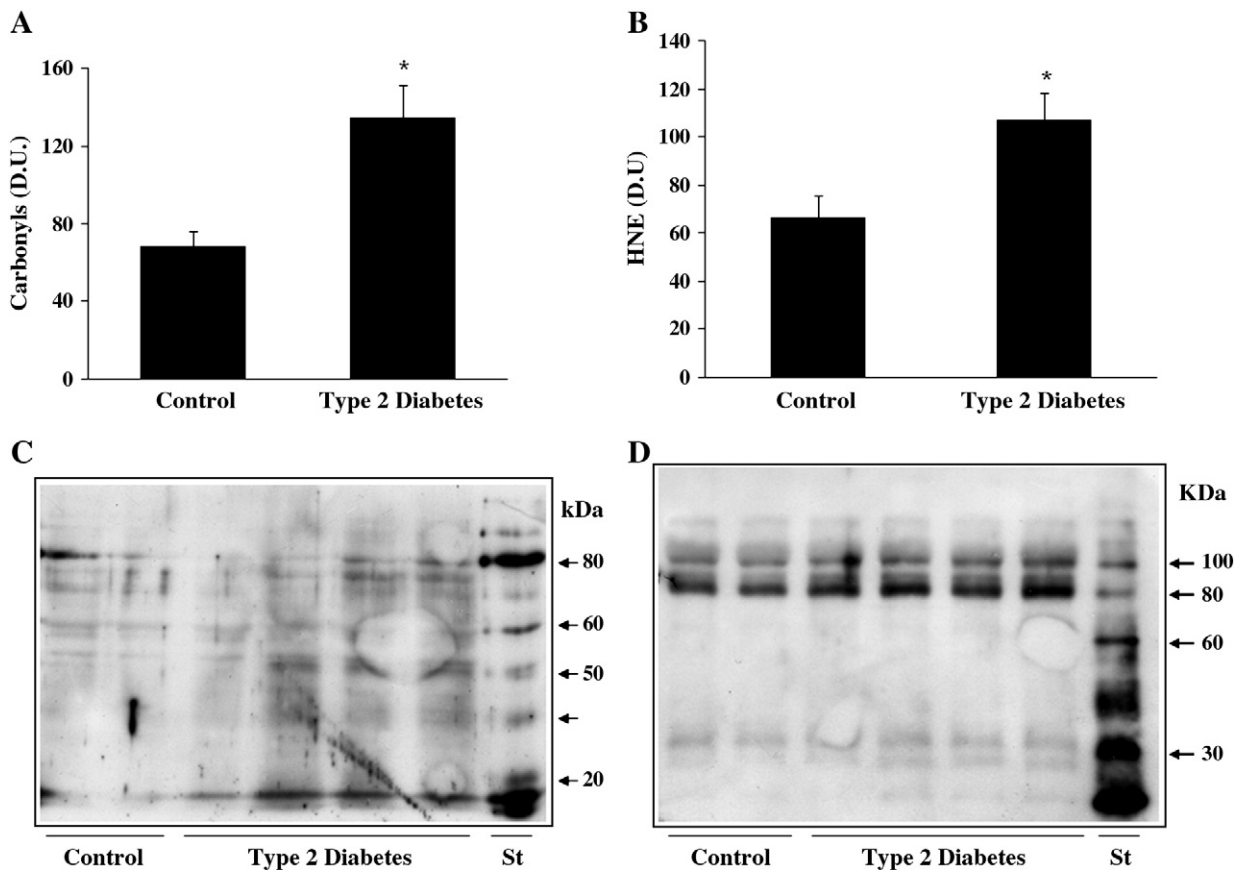 A
160
120
80
40
0
Carbonyls (D.U.)
*
Control
Type 2 Diabetes
B
140
120
100
80
60
40
20
0
HNE (D.U)
*
Control
Type 2 Diabetes
C
kDa
80
60
50
20
Control
Type 2 Diabetes
St
D
KDa
100
80
60
30
Control
Type 2 Diabetes
St